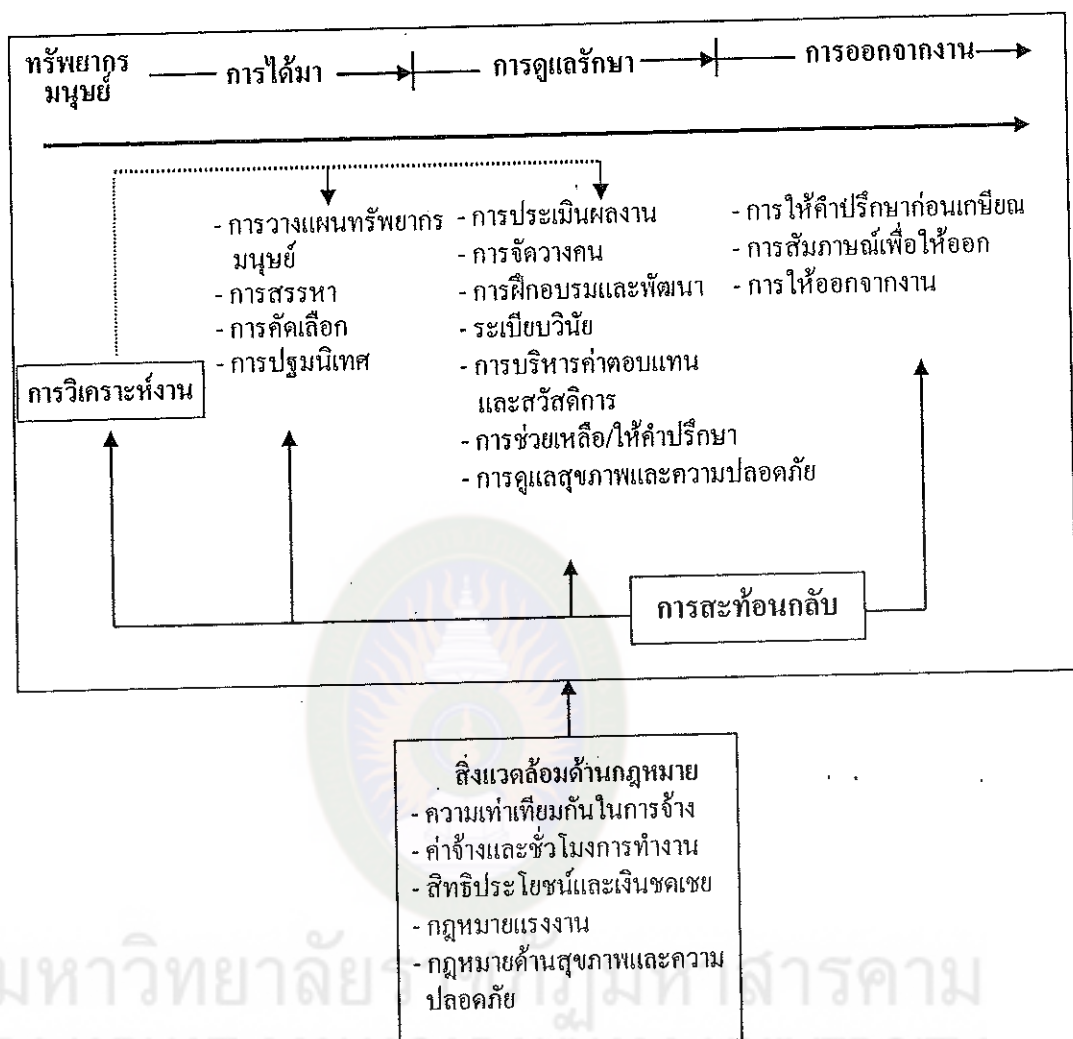 ทรัพยากร
มนุษย์
การได้มา
การดูแลรักษา
การออกจากงาน
- การวางแผนทรัพยากร
มนุษย์
- การสรรหา
- การคัดเลือก
- การปฐมนิเทศ
- การประเมินผลงาน
- การจัดวางคน
- การฝึกอบรมและพัฒนา
- ระเบียบวินัย
- การบริหารค่าตอบแทน
และสวัสดิการ
- การช่วยเหลือ/ให้คำปรึกษา
- การดูแลสุขภาพและความปลอดภัย
- การให้คำปรึกษาก่อนเกษียณ
- การสัมภาษณ์เพื่อให้ออก
- การให้ออกจากงาน
การวิเคราะห์งาน
การสะท้อนกลับ
สิ่งแวดล้อมด้านกฎหมาย
- ความเท่าเทียมกันในการจ้าง
- ค่าจ้างและชั่วโมงการทำงาน
- สิทธิประโยชน์และเงินชดเชย
- กฎหมายแรงงาน
- กฎหมายด้านสุขภาพและความ
ปลอดภัย
มหาวิทยาลัยราชภัฏมหาสารคาม